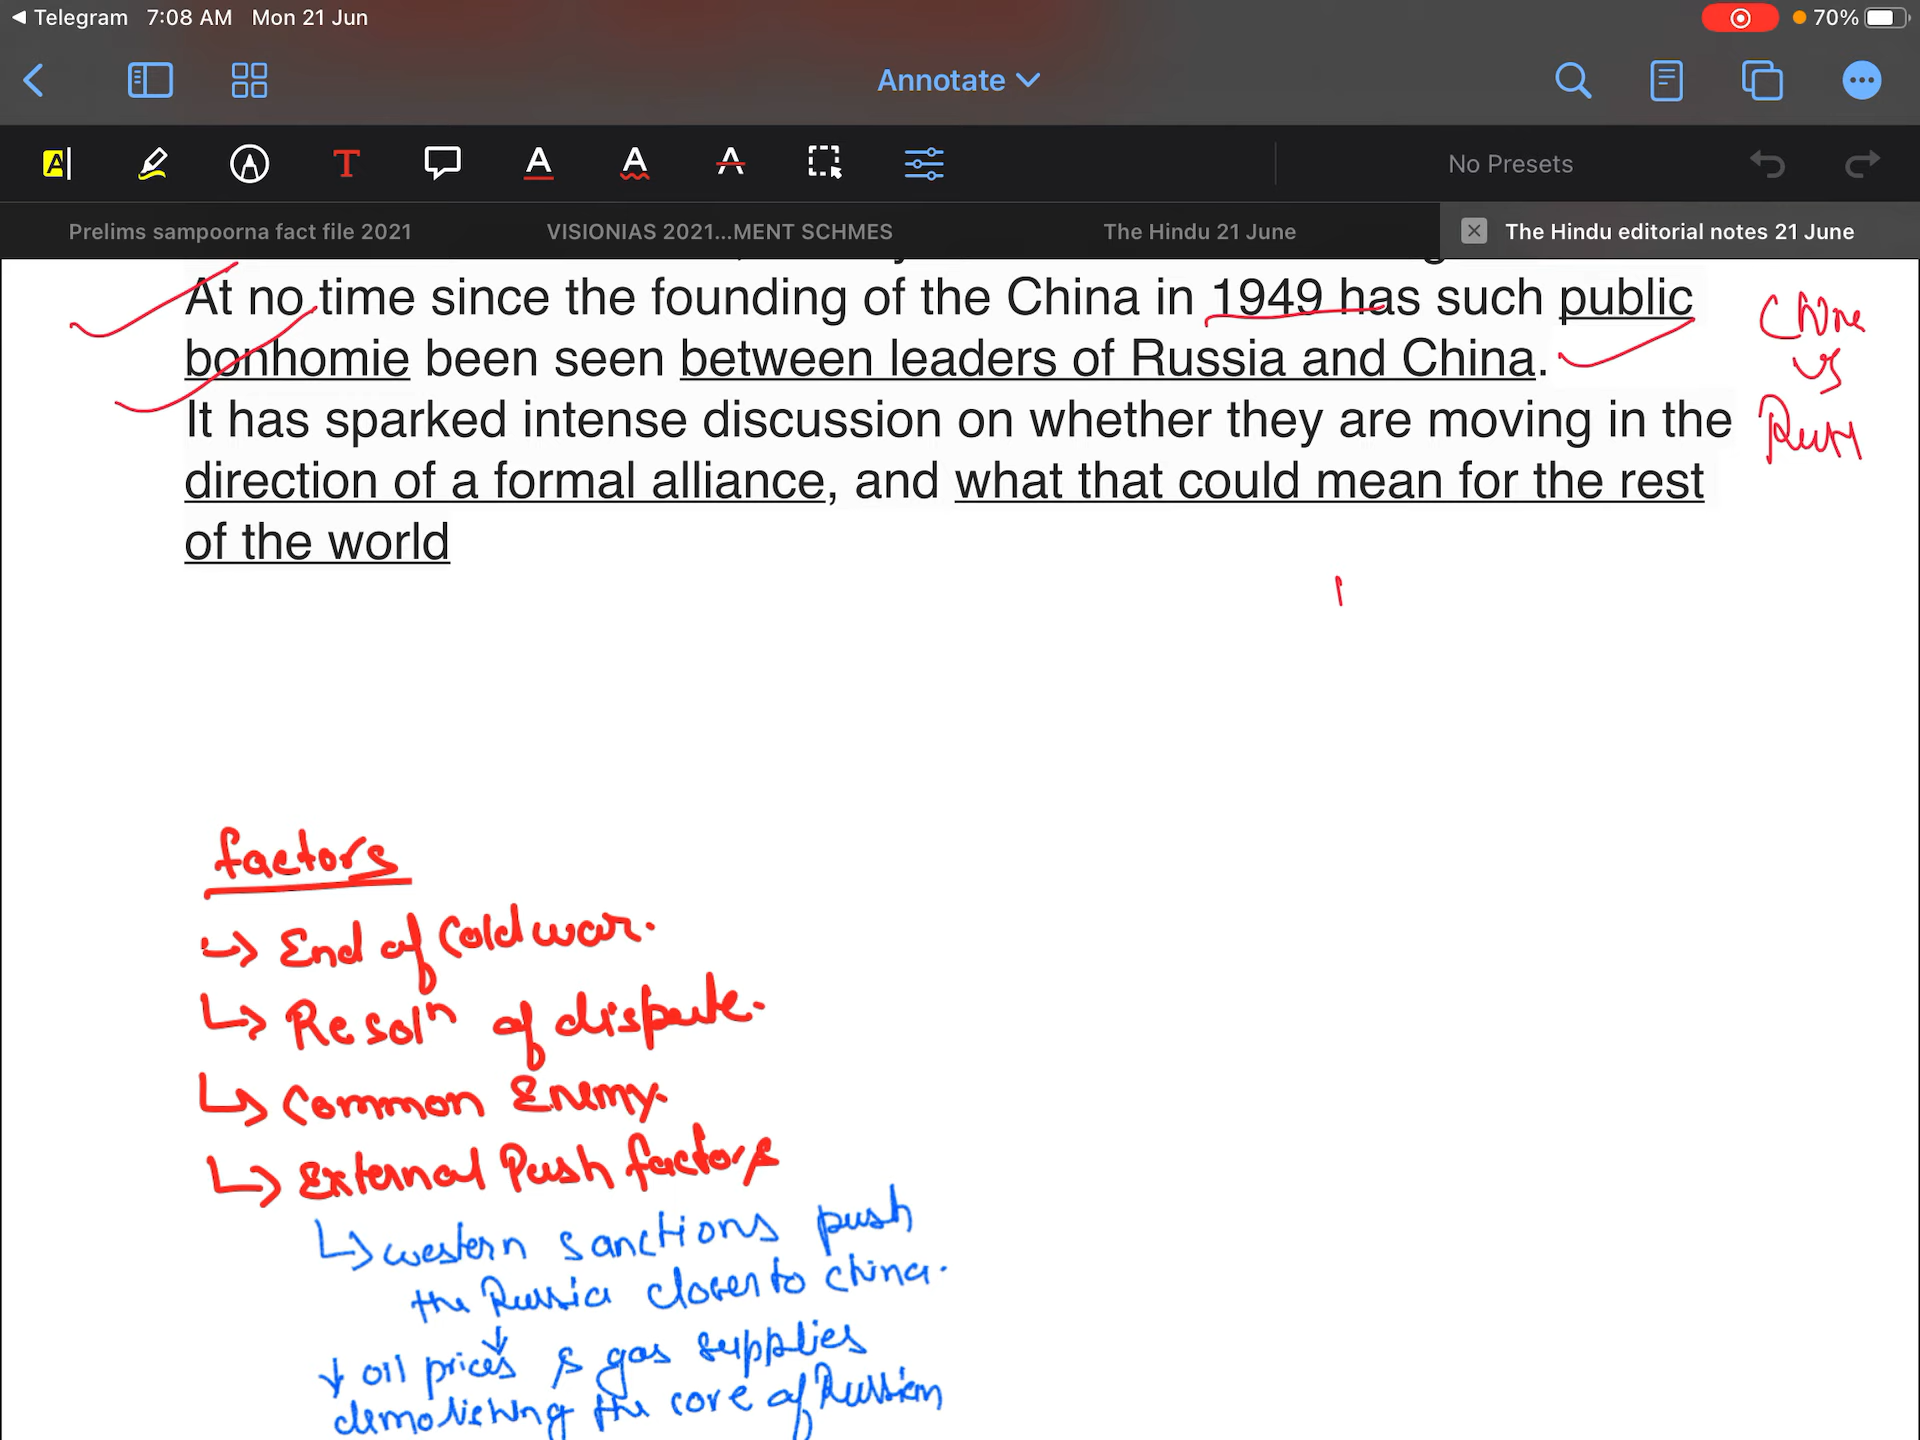 Telegram 7:08 AM Mon 21 Jun 70%
Annotate
A A T A A A No Presets
Prelims sampoorna fact file 2021 VISIONIAS 2021...MENT SCHMES The Hindu 21 June The Hindu editorial notes 21 June
At no time since the founding of the China in 1949 has such public
bonhomie been seen between leaders of Russia and China.
It has sparked intense discussion on whether they are moving in the
direction of a formal alliance, and what that could mean for the rest
of the world
China
vs
factors
→ End of Cold war.
↳ Resolⁿ of dispute.
↳ Common Enemy.
↳ External Push factors
↳ western sanctions push
the Russia closer to China.
↓ oil prices & gas supplies
demolishing the core of Russian